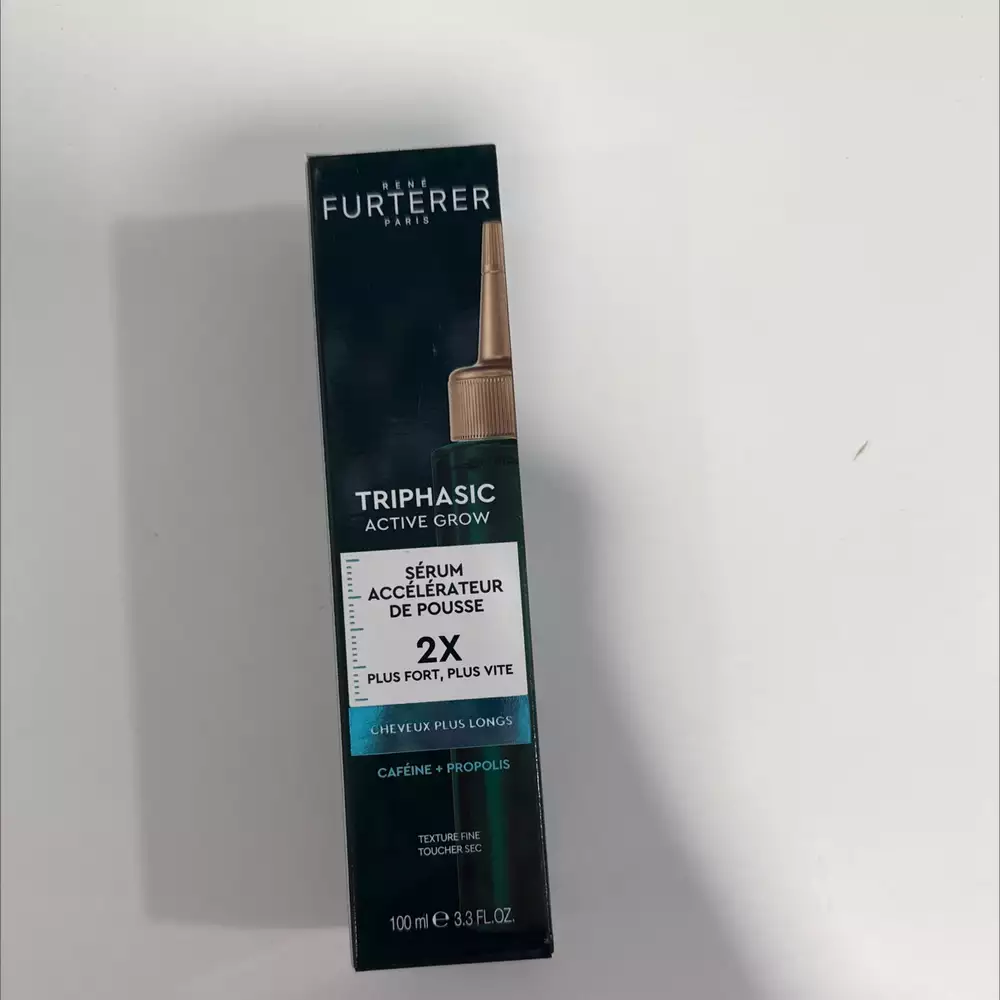 RENÉ
FURTERER
PARIS
TRIPHASIC
ACTIVE GROW
SÉRUM
ACCÉLÉRATEUR
DE POUSSE
2X
PLUS FORT, PLUS VITE
CHEVEUX PLUS LONGS
CAFÉINE + PROPOLIS
TEXTURE FINE
TOUCHER SEC
100 ml ℮ 3.3 FL.OZ.